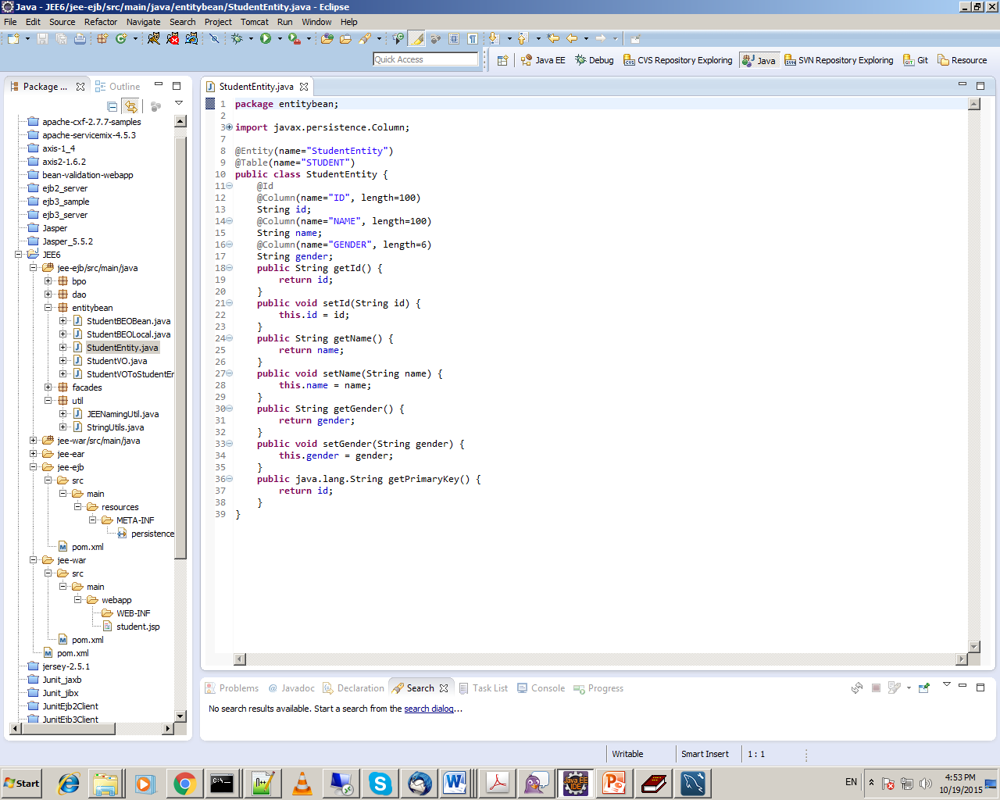 Java - JEE6/jee-ejb/src/main/java/entitybean/StudentEntity.java - Eclipse
File Edit Source Refactor Navigate Search Project Tomcat Run Window Help
Quick Access
Java EE Debug CVS Repository Exploring Java SVN Repository Exploring Git Resource
Package ... Outline
apache-cxf-2.7.7-samples
apache-servicemix-4.5.3
axis-1_4
axis2-1.6.2
bean-validation-webapp
ejb2_server
ejb3_sample
ejb3_server
Jasper
Jasper_5.5.2
JEE6
jee-ejb/src/main/java
bpo
dao
entitybean
StudentBEOBean.java
StudentBEOLocal.java
StudentEntity.java
StudentVO.java
StudentVOToStudentEr
facades
util
JEENamingUtil.java
StringUtils.java
jee-war/src/main/java
jee-ear
jee-ejb
src
main
resources
META-INF
persistence
pom.xml
jee-war
src
main
webapp
WEB-INF
student.jsp
pom.xml
pom.xml
jersey-2.5.1
Junit_jaxb
Junit_jibx
JunitEjb2Client
JunitEjb3Client
StudentEntity.java
1 package entitybean;
2
3 import javax.persistence.Column;
7
8 @Entity(name="StudentEntity")
9 @Table(name="STUDENT")
10 public class StudentEntity {
11 @Id
12 @Column(name="ID", length=100)
13 String id;
14 @Column(name="NAME", length=100)
15 String name;
16 @Column(name="GENDER", length=6)
17 String gender;
18 public String getId() {
19 return id;
20 }
21 public void setId(String id) {
22 this.id = id;
23 }
24 public String getName() {
25 return name;
26 }
27 public void setName(String name) {
28 this.name = name;
29 }
30 public String getGender() {
31 return gender;
32 }
33 public void setGender(String gender) {
34 this.gender = gender;
35 }
36 public java.lang.String getPrimaryKey() {
37 return id;
38 }
39 }
Problems @ Javadoc Declaration Search Task List Console Progress
No search results available. Start a search from the search dialog...
Writable Smart Insert 1 : 1
Start EN 4:53 PM
10/19/2015